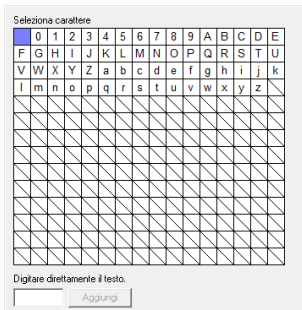 Seleziona carattere
0 1 2 3 4 5 6 7 8 9 A B C D E
F G H I J K L M N O P Q R S T U
V W X Y Z a b c d e f g h i j k
l m n o p q r s t u v w x y z
Digitare direttamente il testo.
Aggiungi